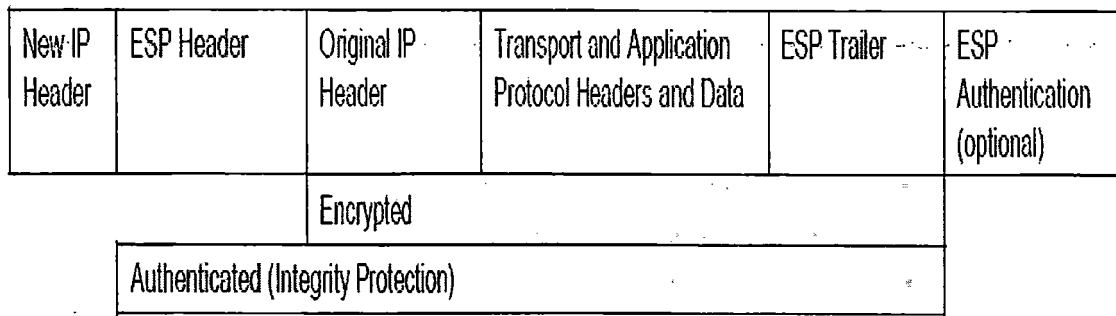 New IP Header
ESP Header
Original IP Header
Transport and Application Protocol Headers and Data
ESP Trailer
ESP Authentication (optional)
Encrypted
Authenticated (Integrity Protection)